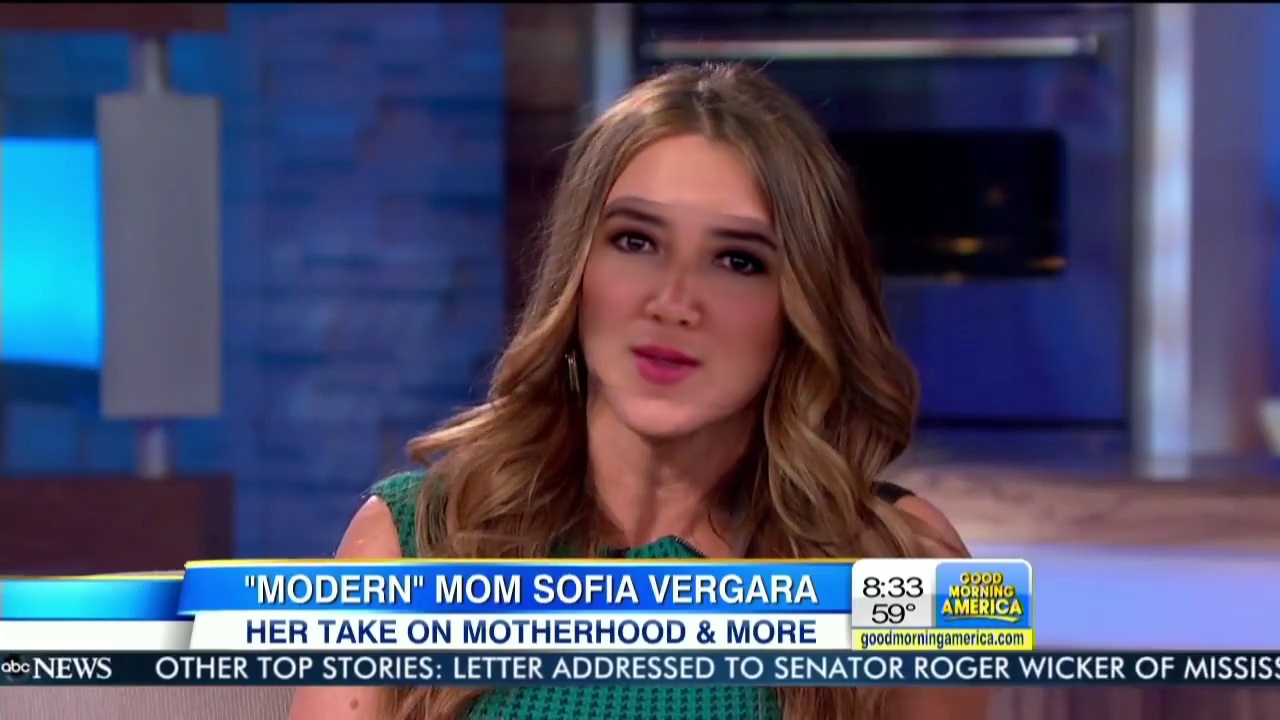 "MODERN" MOM SOFIA VERGARA
HER TAKE ON MOTHERHOOD & MORE
8:33
59°
GOOD
MORNING
AMERICA
goodmorningamerica.com
abc NEWS OTHER TOP STORIES: LETTER ADDRESSED TO SENATOR ROGER WICKER OF MISSIS